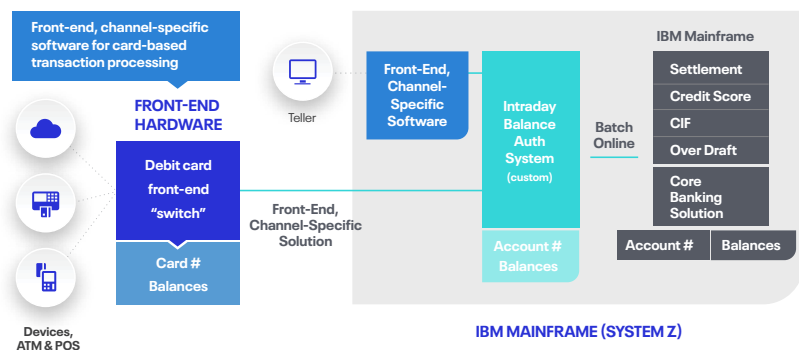 Front-end, channel-specific
software for card-based
transaction processing
FRONT-END
HARDWARE
Debit card
front-end
“switch”
Card #
Balances
Devices,
ATM & POS
Teller
Front-End,
Channel-
Specific
Software
Front-End,
Channel-Specific
Solution
Intraday
Balance
Auth
System
(custom)
Account #
Balances
Batch
Online
IBM Mainframe
Settlement
Credit Score
CIF
Over Draft
Core
Banking
Solution
Account # Balances
IBM MAINFRAME (SYSTEM Z)